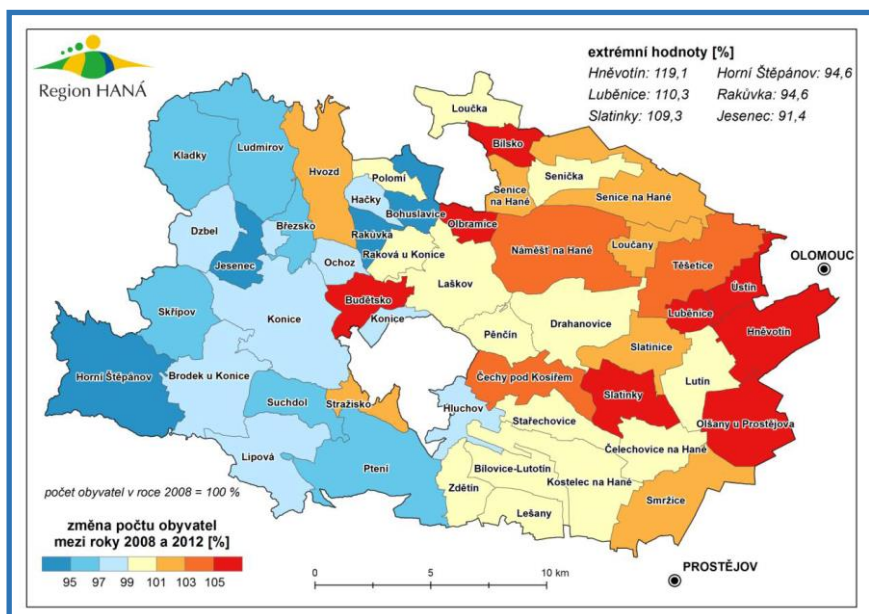 Region HANÁ
extrémní hodnoty [%]
Hněvotín: 119,1 Horní Štěpánov: 94,6
Luběnice: 110,3 Rakůvka: 94,6
Slatinky: 109,3 Jesenec: 91,4
Loučka
Bílsko
Kladky
Ludmírov
Hvozd
Polomí
Senička
Hačky
Senice
na Hané
Senice na Hané
Bohuslavice
Dzbel
Březsko
Olbramice
Rakůvka
Náměšť na Hané
Loučany
Jesenec
Ochoz
Raková u Konice
Těšetice
OLOMOUC
Laškov
Ústín
Skřípov
Budětsko
Konice
Konice
Luběnice
Drahanovice
Hněvotín
Pěnčín
Slatinice
Horní Štěpánov
Brodek u Konice
Čechy pod Kosířem
Lutín
Suchdol
Stražisko
Slatinky
Hluchov
Stařechovice
Olšany u Prostějova
Čelechovice na Hané
Lipová
Ptení
Bílovice-Lutotín
Zdětín
Kostelec na Hané
Smržice
Lešany
počet obyvatel v roce 2008 = 100 %
změna počtu obyvatel
mezi roky 2008 a 2012 [%]
95 97 99 101 103 105
0 5 10 km
PROSTĚJOV